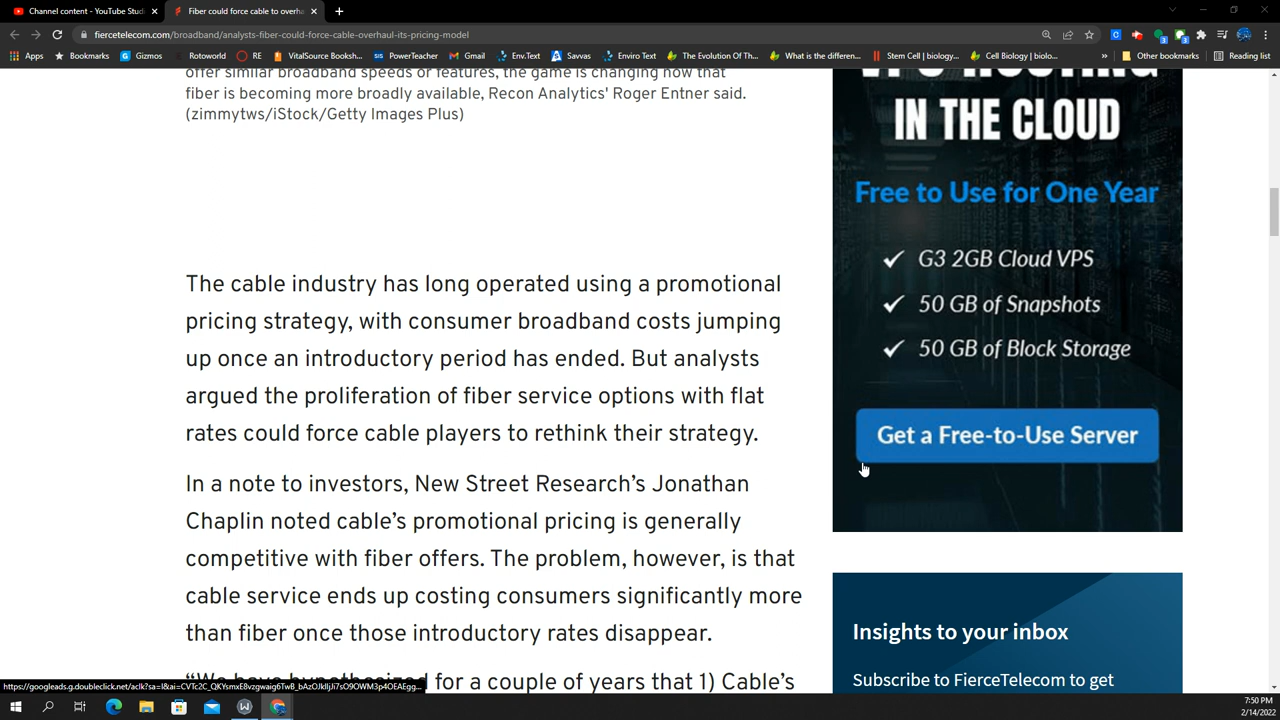 Channel content - YouTube Studi
Fiber could force cable to overha
fiercetelecom.com/broadband/analysts-fiber-could-force-cable-overhaul-its-pricing-model
Apps
Bookmarks
Gizmos
Rotoworld
RE
VitalSource Booksh...
SIS PowerTeacher
Gmail
Env.Text
Savvas
Enviro Text
The Evolution Of Th...
What is the differen...
Stem Cell | biology...
Cell Biology | biolo...
»
Other bookmarks
Reading list
offer similar broadband speeds or features, the game is changing now that
fiber is becoming more broadly available, Recon Analytics' Roger Entner said.
(zimmytws/iStock/Getty Images Plus)
The cable industry has long operated using a promotional
pricing strategy, with consumer broadband costs jumping
up once an introductory period has ended. But analysts
argued the proliferation of fiber service options with flat
rates could force cable players to rethink their strategy.
In a note to investors, New Street Research’s Jonathan
Chaplin noted cable’s promotional pricing is generally
competitive with fiber offers. The problem, however, is that
cable service ends up costing consumers significantly more
than fiber once those introductory rates disappear.
“We have hypothesized for a couple of years that 1) Cable’s
VPS HOSTING
IN THE CLOUD
Free to Use for One Year
✓ G3 2GB Cloud VPS
✓ 50 GB of Snapshots
✓ 50 GB of Block Storage
Get a Free-to-Use Server
Insights to your inbox
Subscribe to FierceTelecom to get
7:50 PM
2/14/2022